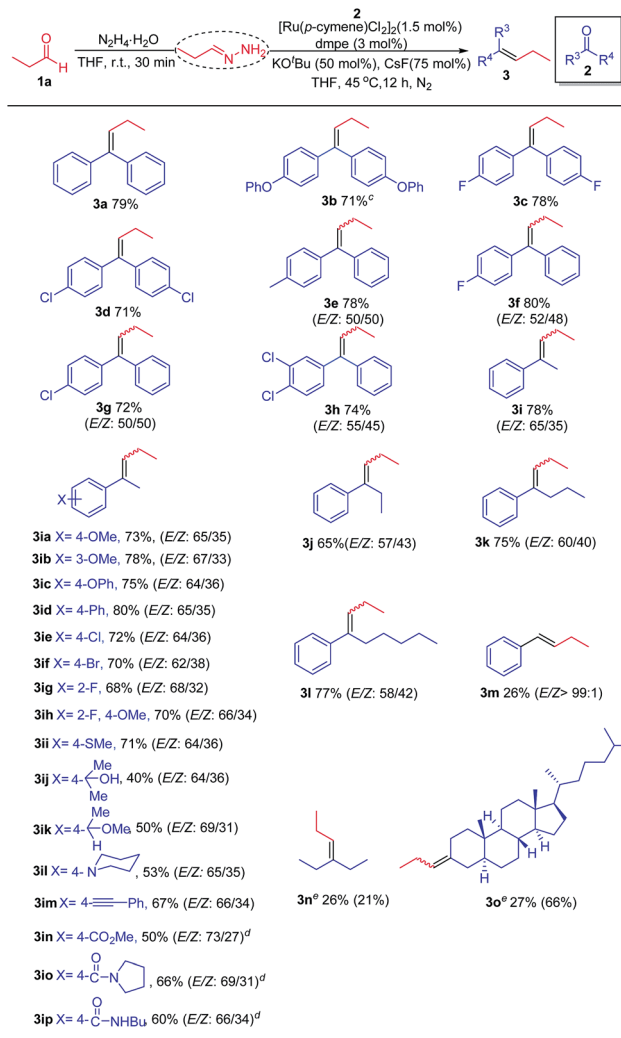 2
N₂H₄·H₂O
[Ru(p-cymene)Cl₂]₂(1.5 mol%)
dmpe (3 mol%)
THF, r.t., 30 min
KOᵗBu (50 mol%), CsF(75 mol%)
THF, 45 °C,12 h, N₂
O
H
1a
N
NH₂
R³
R⁴
3
O
R³
R⁴
2
3a 79%
OPh
OPh
3b 71%ᶜ
F
F
3c 78%
Cl
Cl
3d 71%
3e 78%
(E/Z: 50/50)
F
3f 80%
(E/Z: 52/48)
Cl
3g 72%
(E/Z: 50/50)
Cl
Cl
3h 74%
(E/Z: 55/45)
3i 78%
(E/Z: 65/35)
X
3ia X= 4-OMe, 73%, (E/Z: 65/35)
3ib X= 3-OMe, 78%, (E/Z: 67/33)
3ic X= 4-OPh, 75% (E/Z: 64/36)
3id X= 4-Ph, 80% (E/Z: 65/35)
3ie X= 4-Cl, 72% (E/Z: 64/36)
3if X= 4-Br, 70% (E/Z: 62/38)
3ig X= 2-F, 68% (E/Z: 68/32)
3ih X= 2-F, 4-OMe, 70% (E/Z: 66/34)
3ii X= 4-SMe, 71% (E/Z: 64/36)
Me
3ij X= 4-C-OH, 40% (E/Z: 64/36)
Me
Me
3ik X= 4-C-OMe, 50% (E/Z: 69/31)
H
3il X= 4-N, 53% (E/Z: 65/35)
3im X= 4-≡-Ph, 67% (E/Z: 66/34)
3in X= 4-CO₂Me, 50% (E/Z: 73/27)ᵈ
O
3io X= 4-C-N, 66% (E/Z: 69/31)ᵈ
O
3ip X= 4-C-NHBu, 60% (E/Z: 66/34)ᵈ
3j 65%(E/Z: 57/43)
3k 75% (E/Z: 60/40)
3l 77% (E/Z: 58/42)
3m 26% (E/Z> 99:1)
3nᵉ 26% (21%)
H
H
H
H
3oᵉ 27% (66%)